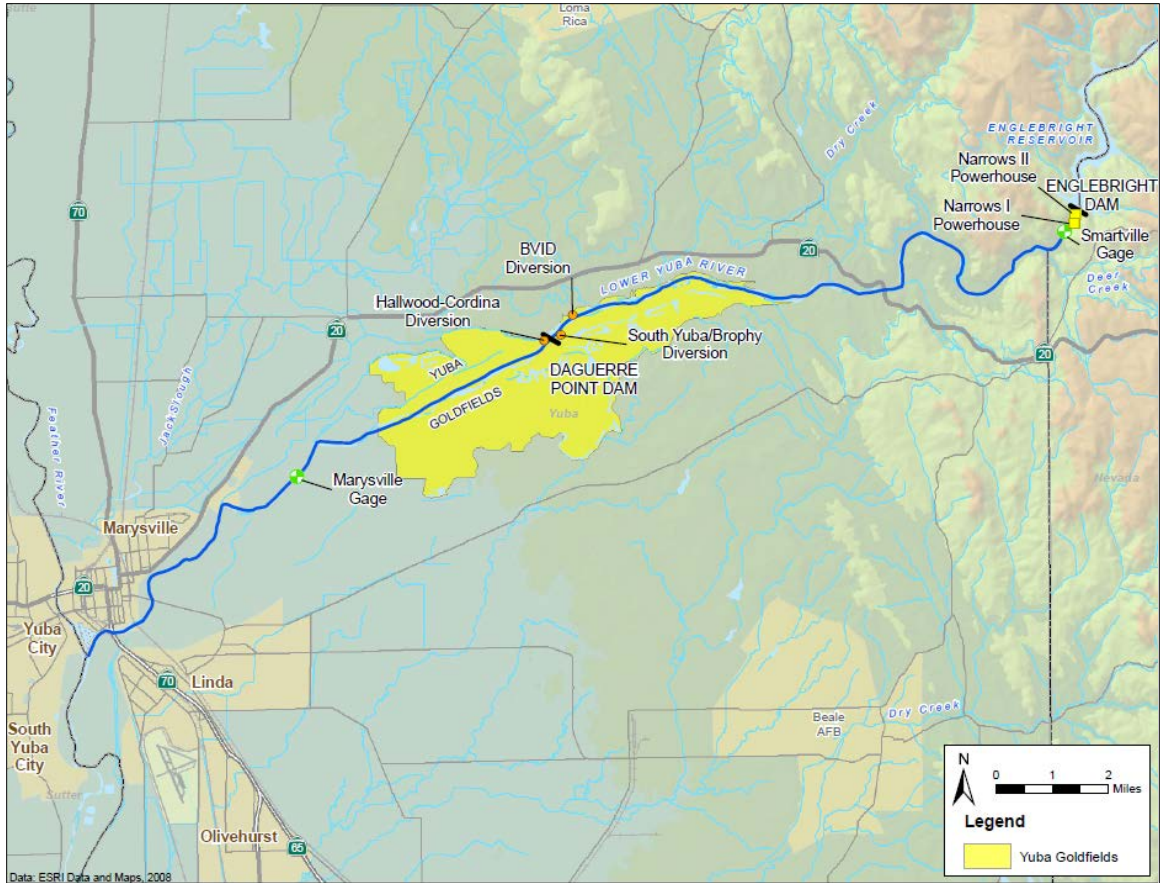 Sutte
Loma
Rica
70
Dry Creek
ENGLEBRIGHT
RESERVOIR
Narrows II
Powerhouse
ENGLEBRIGHT
DAM
Narrows I
Powerhouse
Smartville
Gage
Deer
Creek
20
BVID
Diversion
LOWER YUBA RIVER
Hallwood-Cordina
Diversion
South Yuba/Brophy
Diversion
20
20
YUBA
DAGUERRE
POINT DAM
GOLDFIELDS
Yuba
JackSlough
Feather River
Nevada
Marysville
Gage
Marysville
20
Yuba
City
Linda
70
South
Yuba
City
Sutter
Beale
AFB
Dry Creek
Olivehurst
65
N
0 1 2
Miles
Legend
Yuba Goldfields
Data: ESRI Data and Maps, 2008